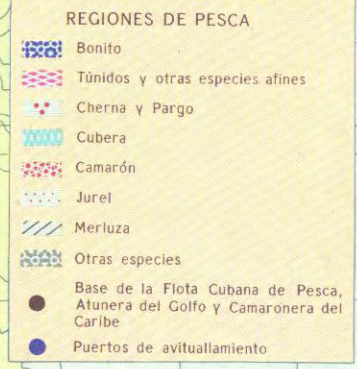 REGIONES DE PESCA
Bonito
Túnidos y otras especies afines
Cherna y Pargo
Cubera
Camarón
Jurel
Merluza
Otras especies
Base de la Flota Cubana de Pesca,
Atunera del Golfo y Camaronera del
Caribe
Puertos de avituallamiento